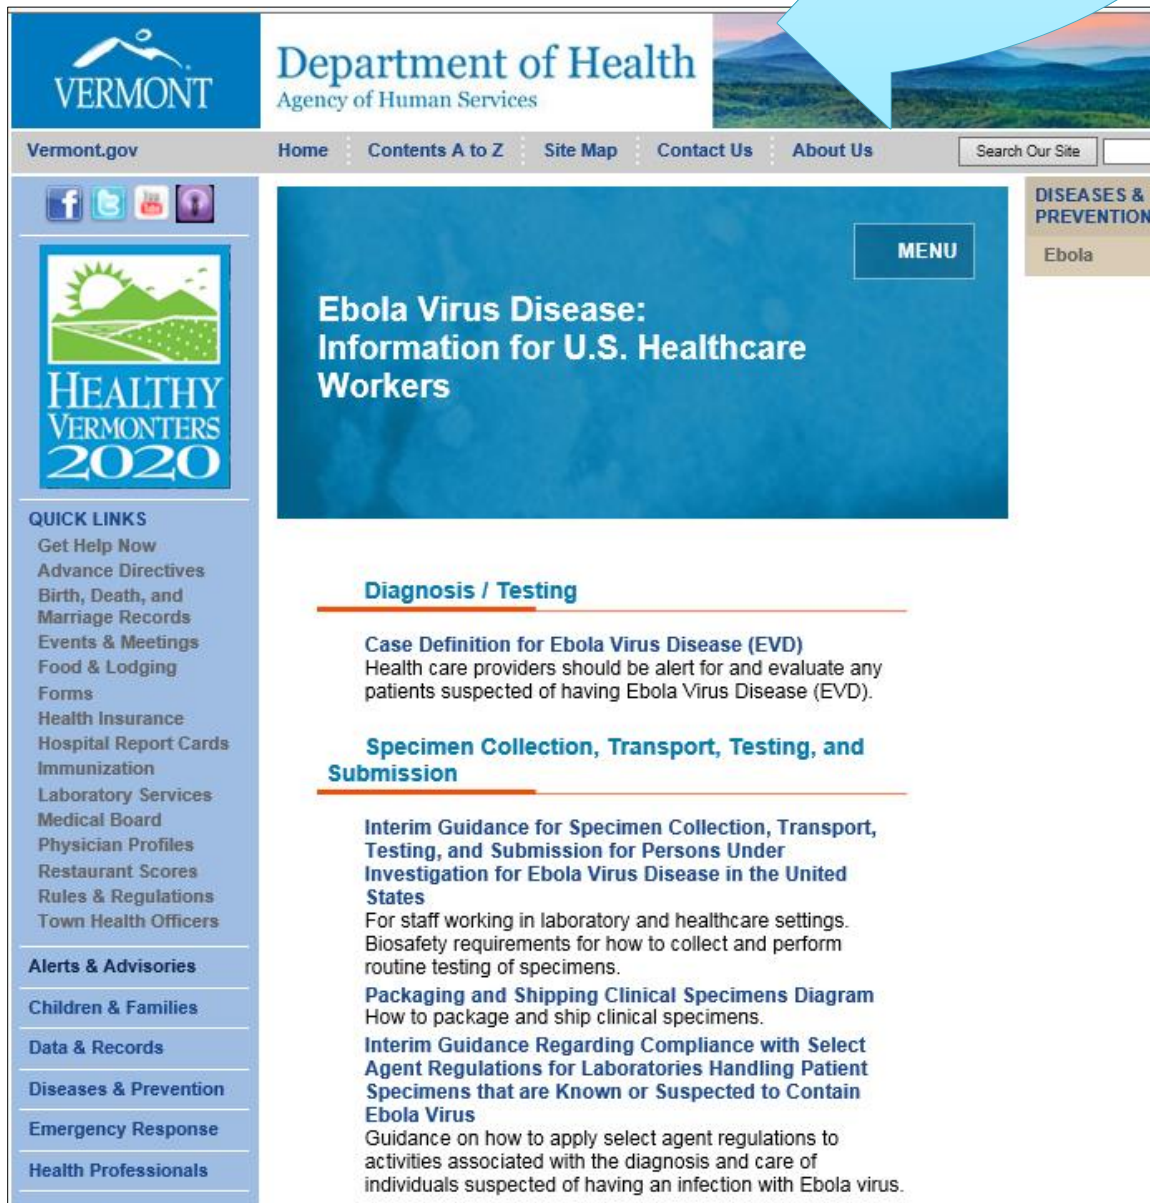 VERMONT
Department of Health
Agency of Human Services
Vermont.gov
Home
Contents A to Z
Site Map
Contact Us
About Us
Search Our Site
HEALTHY
VERMONTERS
2020
QUICK LINKS
Get Help Now
Advance Directives
Birth, Death, and
Marriage Records
Events & Meetings
Food & Lodging
Forms
Health Insurance
Hospital Report Cards
Immunization
Laboratory Services
Medical Board
Physician Profiles
Restaurant Scores
Rules & Regulations
Town Health Officers
Alerts & Advisories
Children & Families
Data & Records
Diseases & Prevention
Emergency Response
Health Professionals
MENU
Ebola Virus Disease:
Information for U.S. Healthcare
Workers
Diagnosis / Testing
Case Definition for Ebola Virus Disease (EVD)
Health care providers should be alert for and evaluate any
patients suspected of having Ebola Virus Disease (EVD).
Specimen Collection, Transport, Testing, and
Submission
Interim Guidance for Specimen Collection, Transport,
Testing, and Submission for Persons Under
Investigation for Ebola Virus Disease in the United
States
For staff working in laboratory and healthcare settings.
Biosafety requirements for how to collect and perform
routine testing of specimens.
Packaging and Shipping Clinical Specimens Diagram
How to package and ship clinical specimens.
Interim Guidance Regarding Compliance with Select
Agent Regulations for Laboratories Handling Patient
Specimens that are Known or Suspected to Contain
Ebola Virus
Guidance on how to apply select agent regulations to
activities associated with the diagnosis and care of
individuals suspected of having an infection with Ebola virus.
DISEASES &
PREVENTION
Ebola